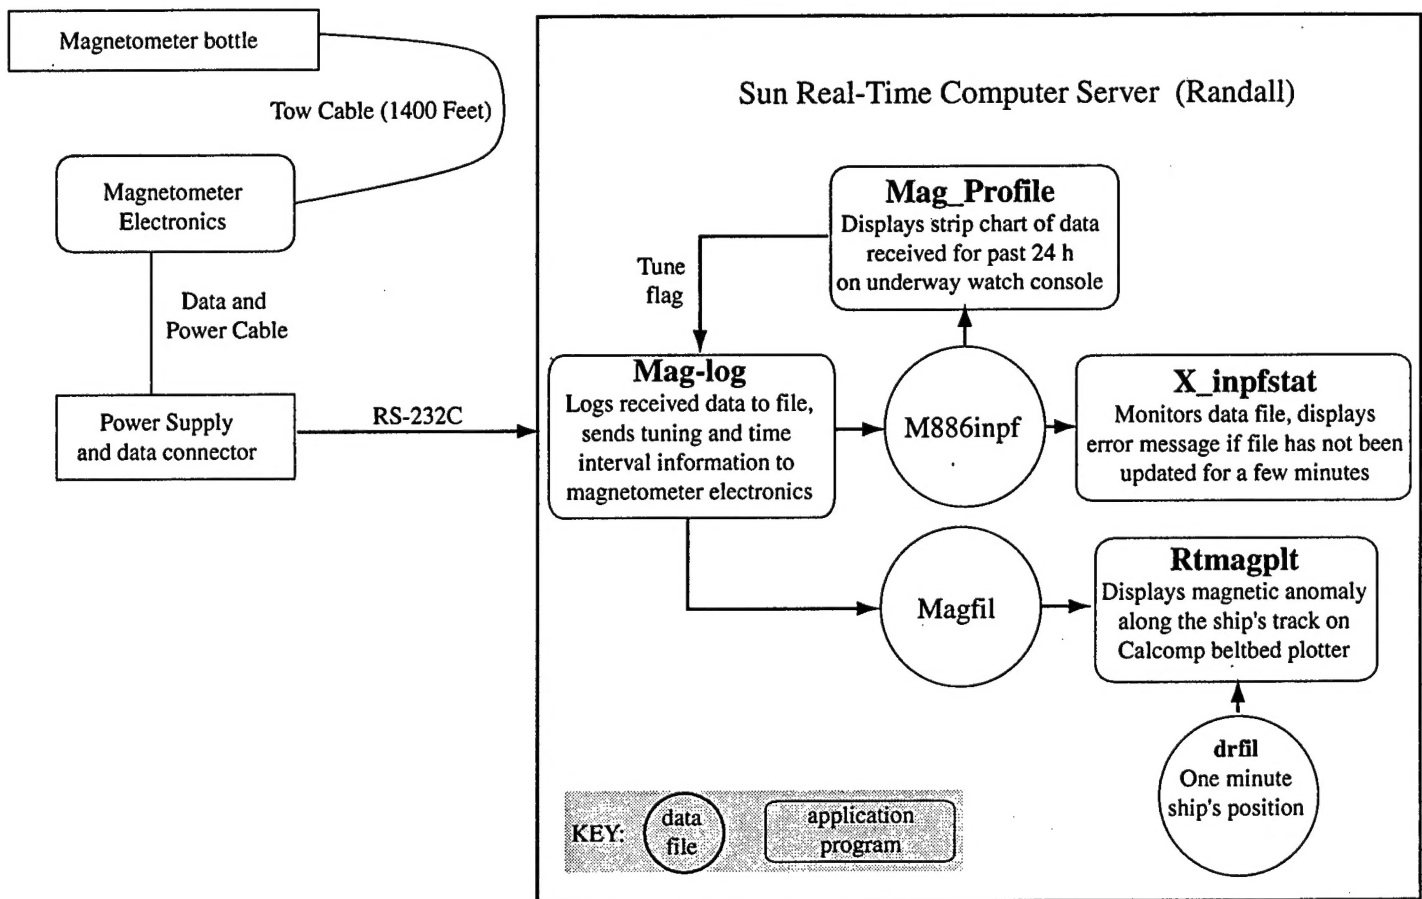 Magnetometer bottle
Tow Cable (1400 Feet)
Magnetometer
Electronics
Data and
Power Cable
Power Supply
and data connector
RS-232C
Sun Real-Time Computer Server (Randall)
Mag_Profile
Displays strip chart of data
received for past 24 h
on underway watch console
Tune
flag
Mag-log
Logs received data to file,
sends tuning and time
interval information to
magnetometer electronics
M886inpf
X_inpfstat
Monitors data file, displays
error message if file has not been
updated for a few minutes
Magfil
Rtmagplt
Displays magnetic anomaly
along the ship's track on
Calcomp beltbed plotter
drfil
One minute
ship's position
KEY:
data
file
application
program